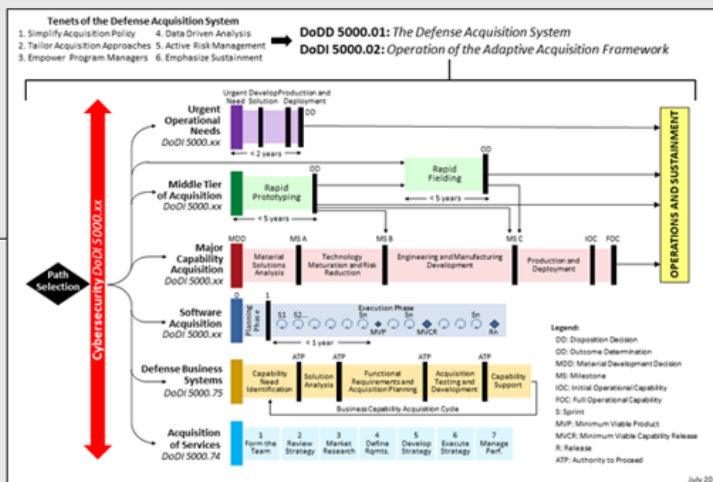 Tenets of the Defense Acquisition System
1. Simplify Acquisition Policy
2. Tailor Acquisition Approaches
3. Empower Program Managers
4. Data Driven Analysis
5. Active Risk Management
6. Emphasize Sustainment
DoDD 5000.01: The Defense Acquisition System
DoDI 5000.02: Operation of the Adaptive Acquisition Framework
Path
Selection
Cybersecurity DoDI 5000.xx
OPERATIONS AND SUSTAINMENT
Urgent
Operational
Needs
DoDI 5000.xx
Urgent
Need
Develop
Solution
Production and
Deployment
DD
< 2 years
Middle Tier
of Acquisition
DoDI 5000.xx
Rapid
Prototyping
OD
< 5 years
Rapid
Fielding
OD
< 5 years
Major
Capability
Acquisition
DoDI 5000.xx
MDD
MS A
MS B
MS C
IOC
FOC
Material
Solutions
Analysis
Technology
Maturation and Risk
Reduction
Engineering and Manufacturing
Development
Production and
Deployment
Software
Acquisition
DoDI 5000.xx
0
Planning
Phase
1
Execution Phase
S1
S2...
Sn
Sn
Sn
MVP
MVCR
Rn
< 1 year
Defense Business
Systems
DoDI 5000.75
ATP
ATP
ATP
ATP
Capability
Need
Identification
Solution
Analysis
Functional
Requirements and
Acquisition Planning
Acquisition
Testing and
Development
Capability
Support
Business Capability Acquisition Cycle
Acquisition
of Services
DoDI 5000.74
1
Form the
Team
2
Review
Strategy
3
Market
Research
4
Define
Rqmts.
5
Develop
Strategy
6
Execute
Strategy
7
Manage
Perf.
Legend:
DD: Disposition Decision
OD: Outcome Determination
MDD: Material Development Decision
MS: Milestone
IOC: Initial Operational Capability
FOC: Full Operational Capability
S: Sprint
MVP: Minimum Viable Product
MVCR: Minimum Viable Capability Release
R: Release
ATP: Authority to Proceed